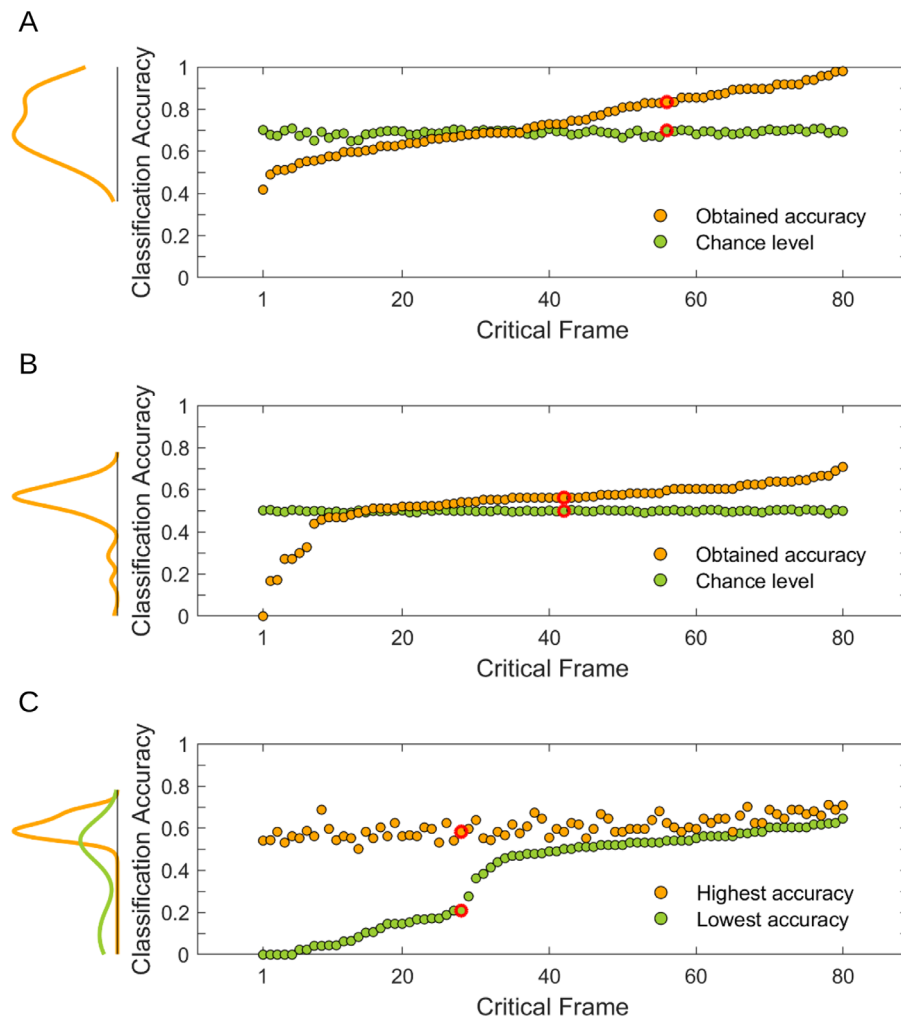 A
Classification Accuracy
1
0.8
0.6
0.4
0.2
0
Obtained accuracy
Chance level
1
20
40
60
80
Critical Frame
B
Classification Accuracy
1
0.8
0.6
0.4
0.2
0
Obtained accuracy
Chance level
1
20
40
60
80
Critical Frame
C
Classification Accuracy
1
0.8
0.6
0.4
0.2
0
Highest accuracy
Lowest accuracy
1
20
40
60
80
Critical Frame